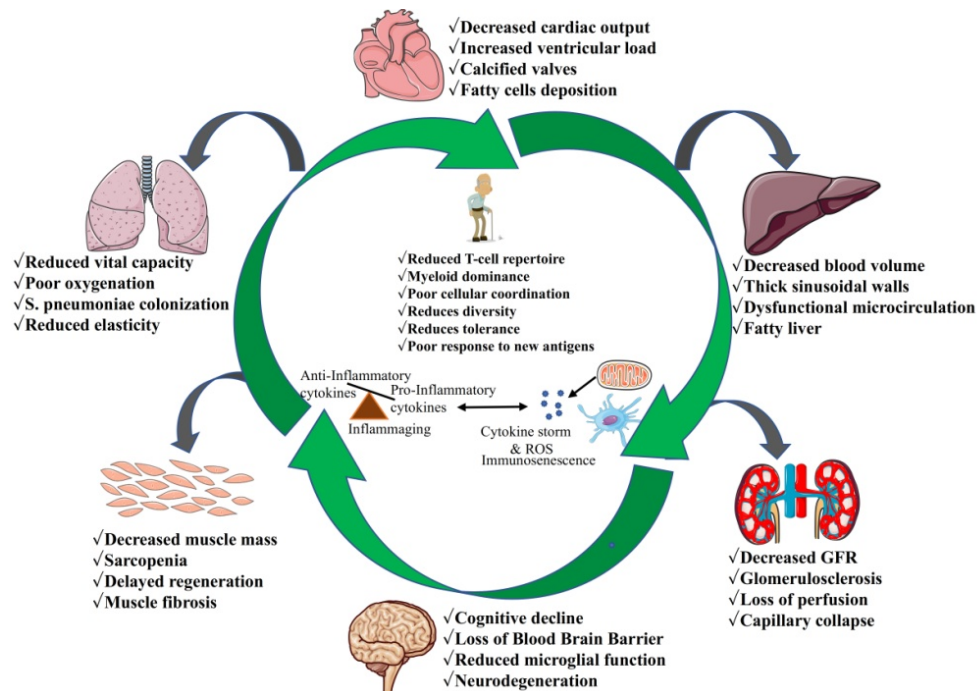 √Decreased cardiac output
√Increased ventricular load
√Calcified valves
√Fatty cells deposition
√Reduced vital capacity
√Poor oxygenation
√S. pneumoniae colonization
√Reduced elasticity
√Reduced T-cell repertoire
√Myeloid dominance
√Poor cellular coordination
√Reduces diversity
√Reduces tolerance
√Poor response to new antigens
√Decreased blood volume
√Thick sinusoidal walls
√Dysfunctional microcirculation
√Fatty liver
Anti-Inflammatory
cytokines
Pro-Inflammatory
cytokines
Inflammaging
Cytokine storm
& ROS
Immunosenescence
√Decreased muscle mass
√Sarcopenia
√Delayed regeneration
√Muscle fibrosis
√Cognitive decline
√Loss of Blood Brain Barrier
√Reduced microglial function
√Neurodegeneration
√Decreased GFR
√Glomerulosclerosis
√Loss of perfusion
√Capillary collapse